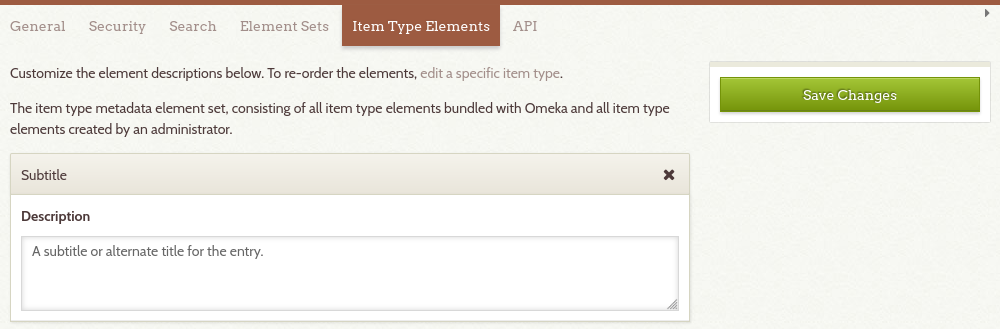 General Security Search Element Sets Item Type Elements API
Customize the element descriptions below. To re-order the elements, edit a specific item type.
Save Changes
The item type metadata element set, consisting of all item type elements bundled with Omeka and all item type
elements created by an administrator.
Subtitle
Description
A subtitle or alternate title for the entry.